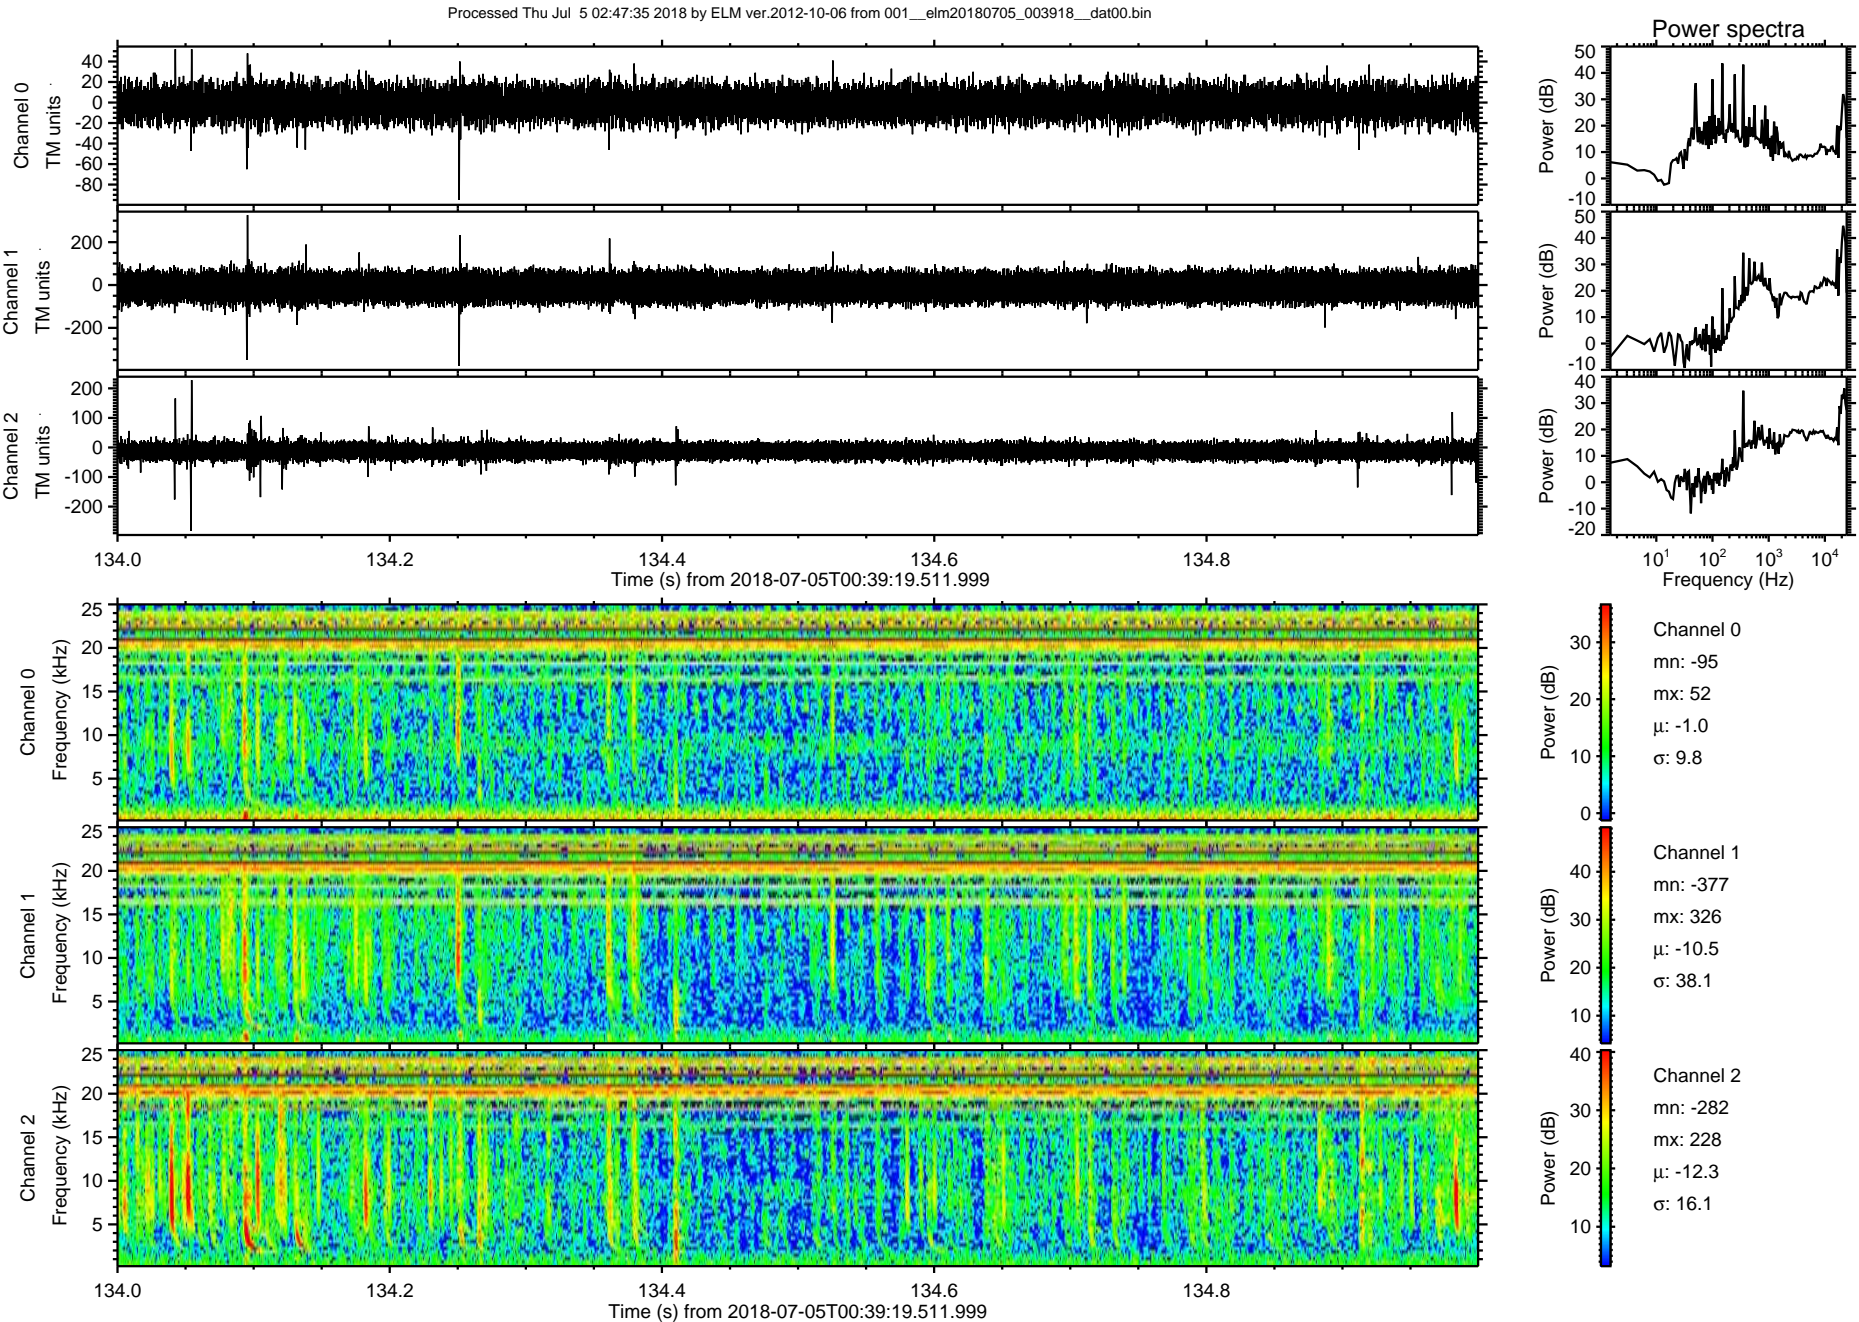 Processed Thu Jul  5 02:47:35 2018 by ELM ver.2012-10-06 from 001__elm20180705_003918__dat00.bin
Power spectra
Channel 0
TM units
40
20
0
-20
-40
-60
-80
Power (dB)
50
40
30
20
10
0
-10
Channel 1
TM units
200
0
-200
Power (dB)
50
40
30
20
10
0
-10
Channel 2
TM units
200
100
0
-100
-200
Power (dB)
40
30
20
10
0
-10
-20
134.0 134.2 134.4 134.6 134.8
Time (s) from 2018-07-05T00:39:19.511.999
10¹ 10² 10³ 10⁴
Frequency (Hz)
Channel 0
Frequency (kHz)
25
20
15
10
5
Power (dB)
30
20
10
0
Channel 0
mn: -95
mx: 52
μ: -1.0
σ: 9.8
Channel 1
Frequency (kHz)
25
20
15
10
5
Power (dB)
40
30
20
10
Channel 1
mn: -377
mx: 326
μ: -10.5
σ: 38.1
Channel 2
Frequency (kHz)
25
20
15
10
5
Power (dB)
40
30
20
10
Channel 2
mn: -282
mx: 228
μ: -12.3
σ: 16.1
134.0 134.2 134.4 134.6 134.8
Time (s) from 2018-07-05T00:39:19.511.999